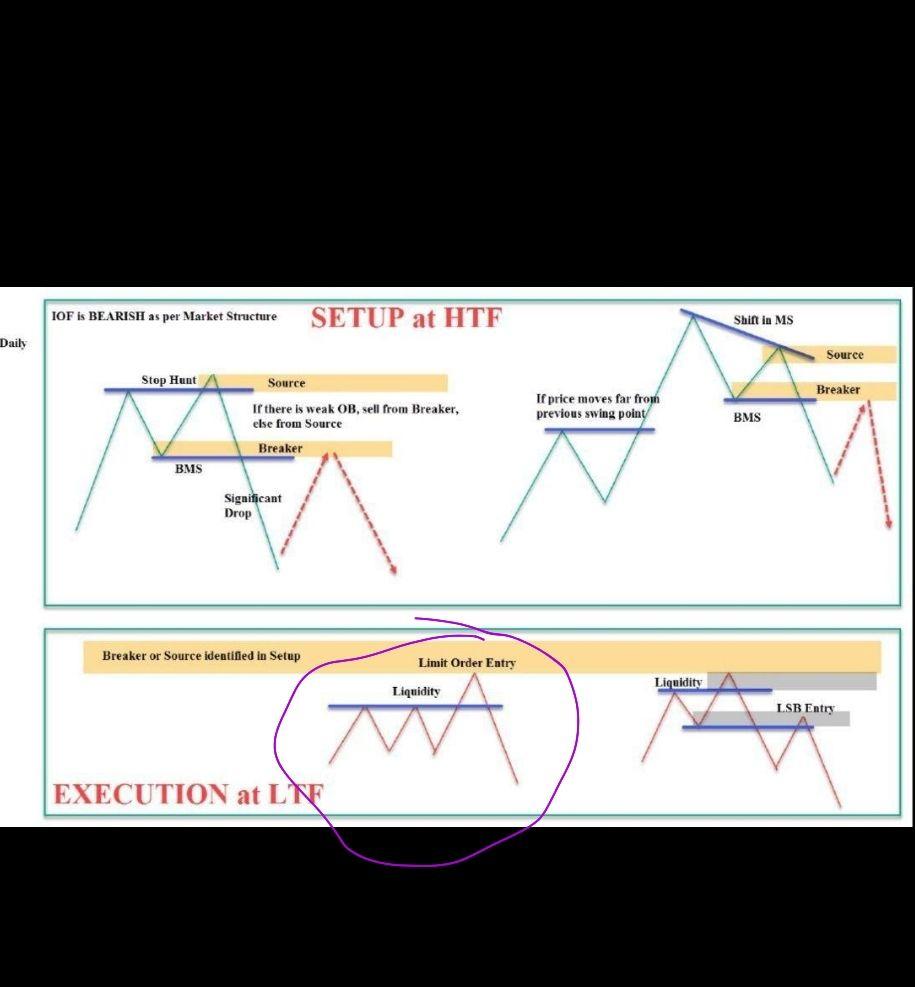 IOF is BEARISH as per Market Structure
SETUP at HTF
Daily
Stop Hunt
Source
If there is weak OB, sell from Breaker,
else from Source
Breaker
BMS
Significant
Drop
Shift in MS
Source
If price moves far from
previous swing point
Breaker
BMS
Breaker or Source identified in Setup
Limit Order Entry
Liquidity
Liquidity
LSB Entry
EXECUTION at LTF